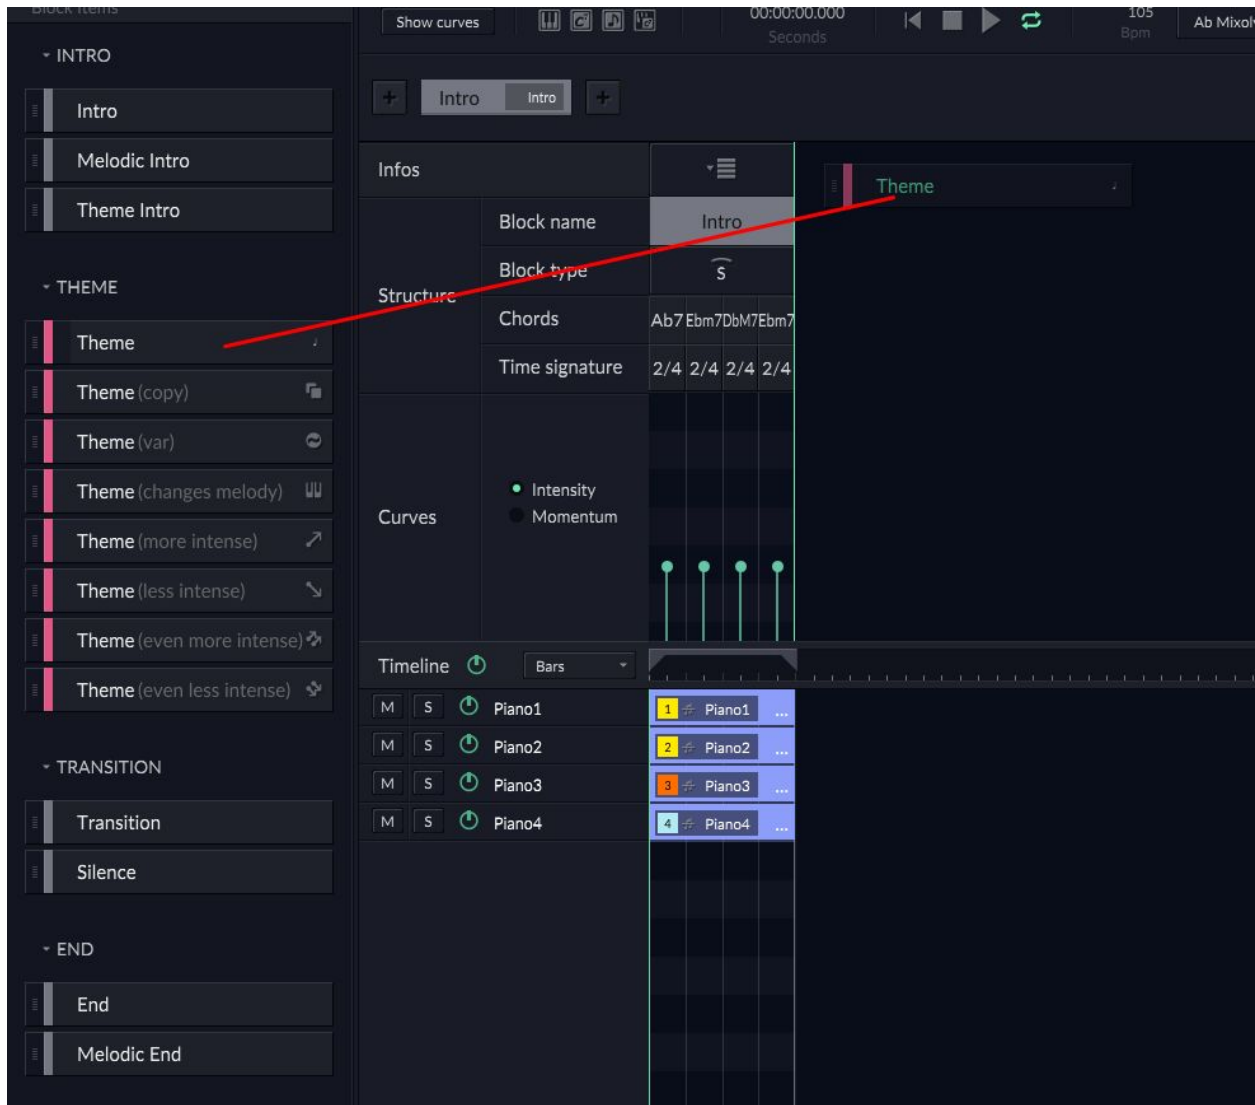 Block Items
INTRO
Intro
Melodic Intro
Theme Intro
THEME
Theme
Theme (copy)
Theme (var)
Theme (changes melody)
Theme (more intense)
Theme (less intense)
Theme (even more intense)
Theme (even less intense)
TRANSITION
Transition
Silence
END
End
Melodic End
Show curves
00:00:00.000
Seconds
105
Bpm
Ab Mixoly
+ Intro Intro +
Infos
Theme
Structure
Block name Intro
Block type S
Chords Ab7 Ebm7 DbM7 Ebm7
Time signature 2/4 2/4 2/4 2/4
Curves
Intensity
Momentum
Timeline Bars
M S Piano1 1 Piano1 ...
M S Piano2 2 Piano2 ...
M S Piano3 3 Piano3 ...
M S Piano4 4 Piano4 ...